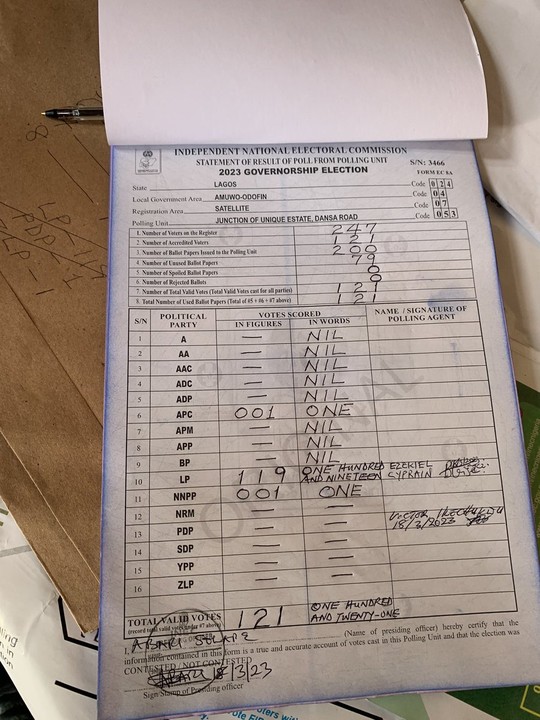 INDEPENDENT NATIONAL ELECTORAL COMMISSION
STATEMENT OF RESULT OF POLL FROM POLLING UNIT S/N: 3466
2023 GOVERNORSHIP ELECTION FORM EC 8A
State LAGOS Code 0 2 4
Local Government Area AMUWO-ODOFIN Code 0 4
Registration Area SATELLITE Code 0 7
Polling Unit JUNCTION OF UNIQUE ESTATE, DANSA ROAD Code 0 5 3
1. Number of Voters on the Register 247
2. Number of Accredited Voters 121
3. Number of Ballot Papers Issued to the Polling Unit 200
4. Number of Unused Ballot Papers 79
5. Number of Spoiled Ballot Papers 0
6. Number of Rejected Ballots 0
7. Number of Total Valid Votes (Total Valid Votes cast for all parties) 121
8. Total Number of Used Ballot Papers (Total of #5 + #6 + #7 above) 121
S/N POLITICAL PARTY VOTES SCORED NAME / SIGNATURE OF POLLING AGENT
IN FIGURES IN WORDS
1 A — NIL
2 AA — NIL
3 AAC — NIL
4 ADC — NIL
5 ADP — NIL
6 APC 001 ONE
7 APM — NIL
8 APP — NIL
9 BP — NIL
10 LP 119 ONE HUNDRED AND NINETEEN EZEKIEL CYPRAIN
11 NNPP 001 ONE
12 NRM — —
13 PDP — — VICTOR 18/3/2023
14 SDP — —
15 YPP — —
16 ZLP — —
TOTAL VALID VOTES 121 ONE HUNDRED AND TWENTY-ONE
(record total valid votes under #7 above)
I, (Name of presiding officer) hereby certify that the
information contained in this form is a true and accurate account of votes cast in this Polling Unit and that the election was
CONTESTED / NOT CONTESTED
18/3/23
Sign/Stamp of Presiding officer